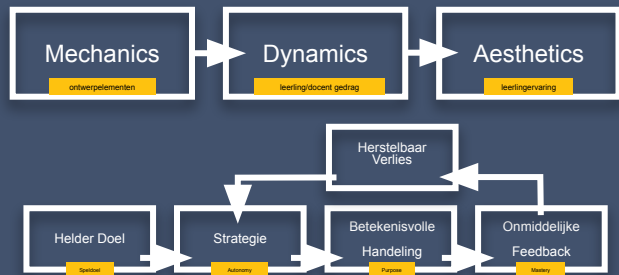 Mechanics
ontwerpelementen
Dynamics
leerling/docent gedrag
Aesthetics
leerlingervaring
Herstelbaar
Verlies
Helder Doel
Speldoel
Strategie
Autonomy
Betekenisvolle
Handeling
Purpose
Onmiddelijke
Feedback
Mastery